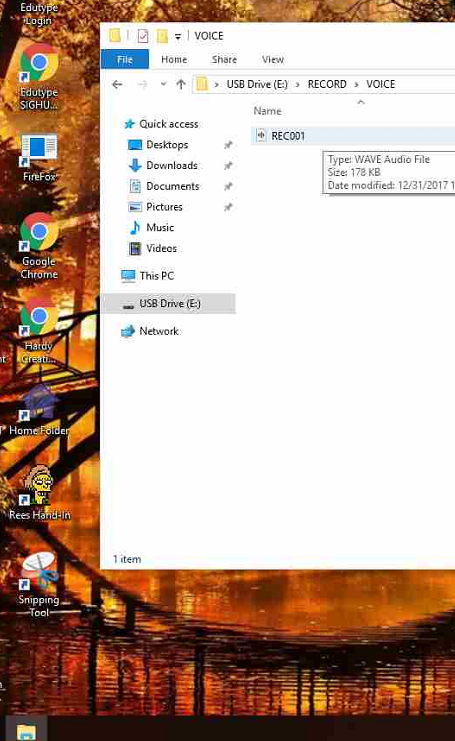 Edutype
Login
Edutype
SIGHU...
FireFox
Google
Chrome
Hardy
Creati...
Home Folder
Rees Hand-In
Snipping
Tool
VOICE
File
Home
Share
View
USB Drive (E:)
RECORD
VOICE
Name
Quick access
Desktops
Downloads
Documents
Pictures
Music
Videos
This PC
USB Drive (E:)
Network
REC001
Type: WAVE Audio File
Size: 178 KB
Date modified: 12/31/2017 1
1 item